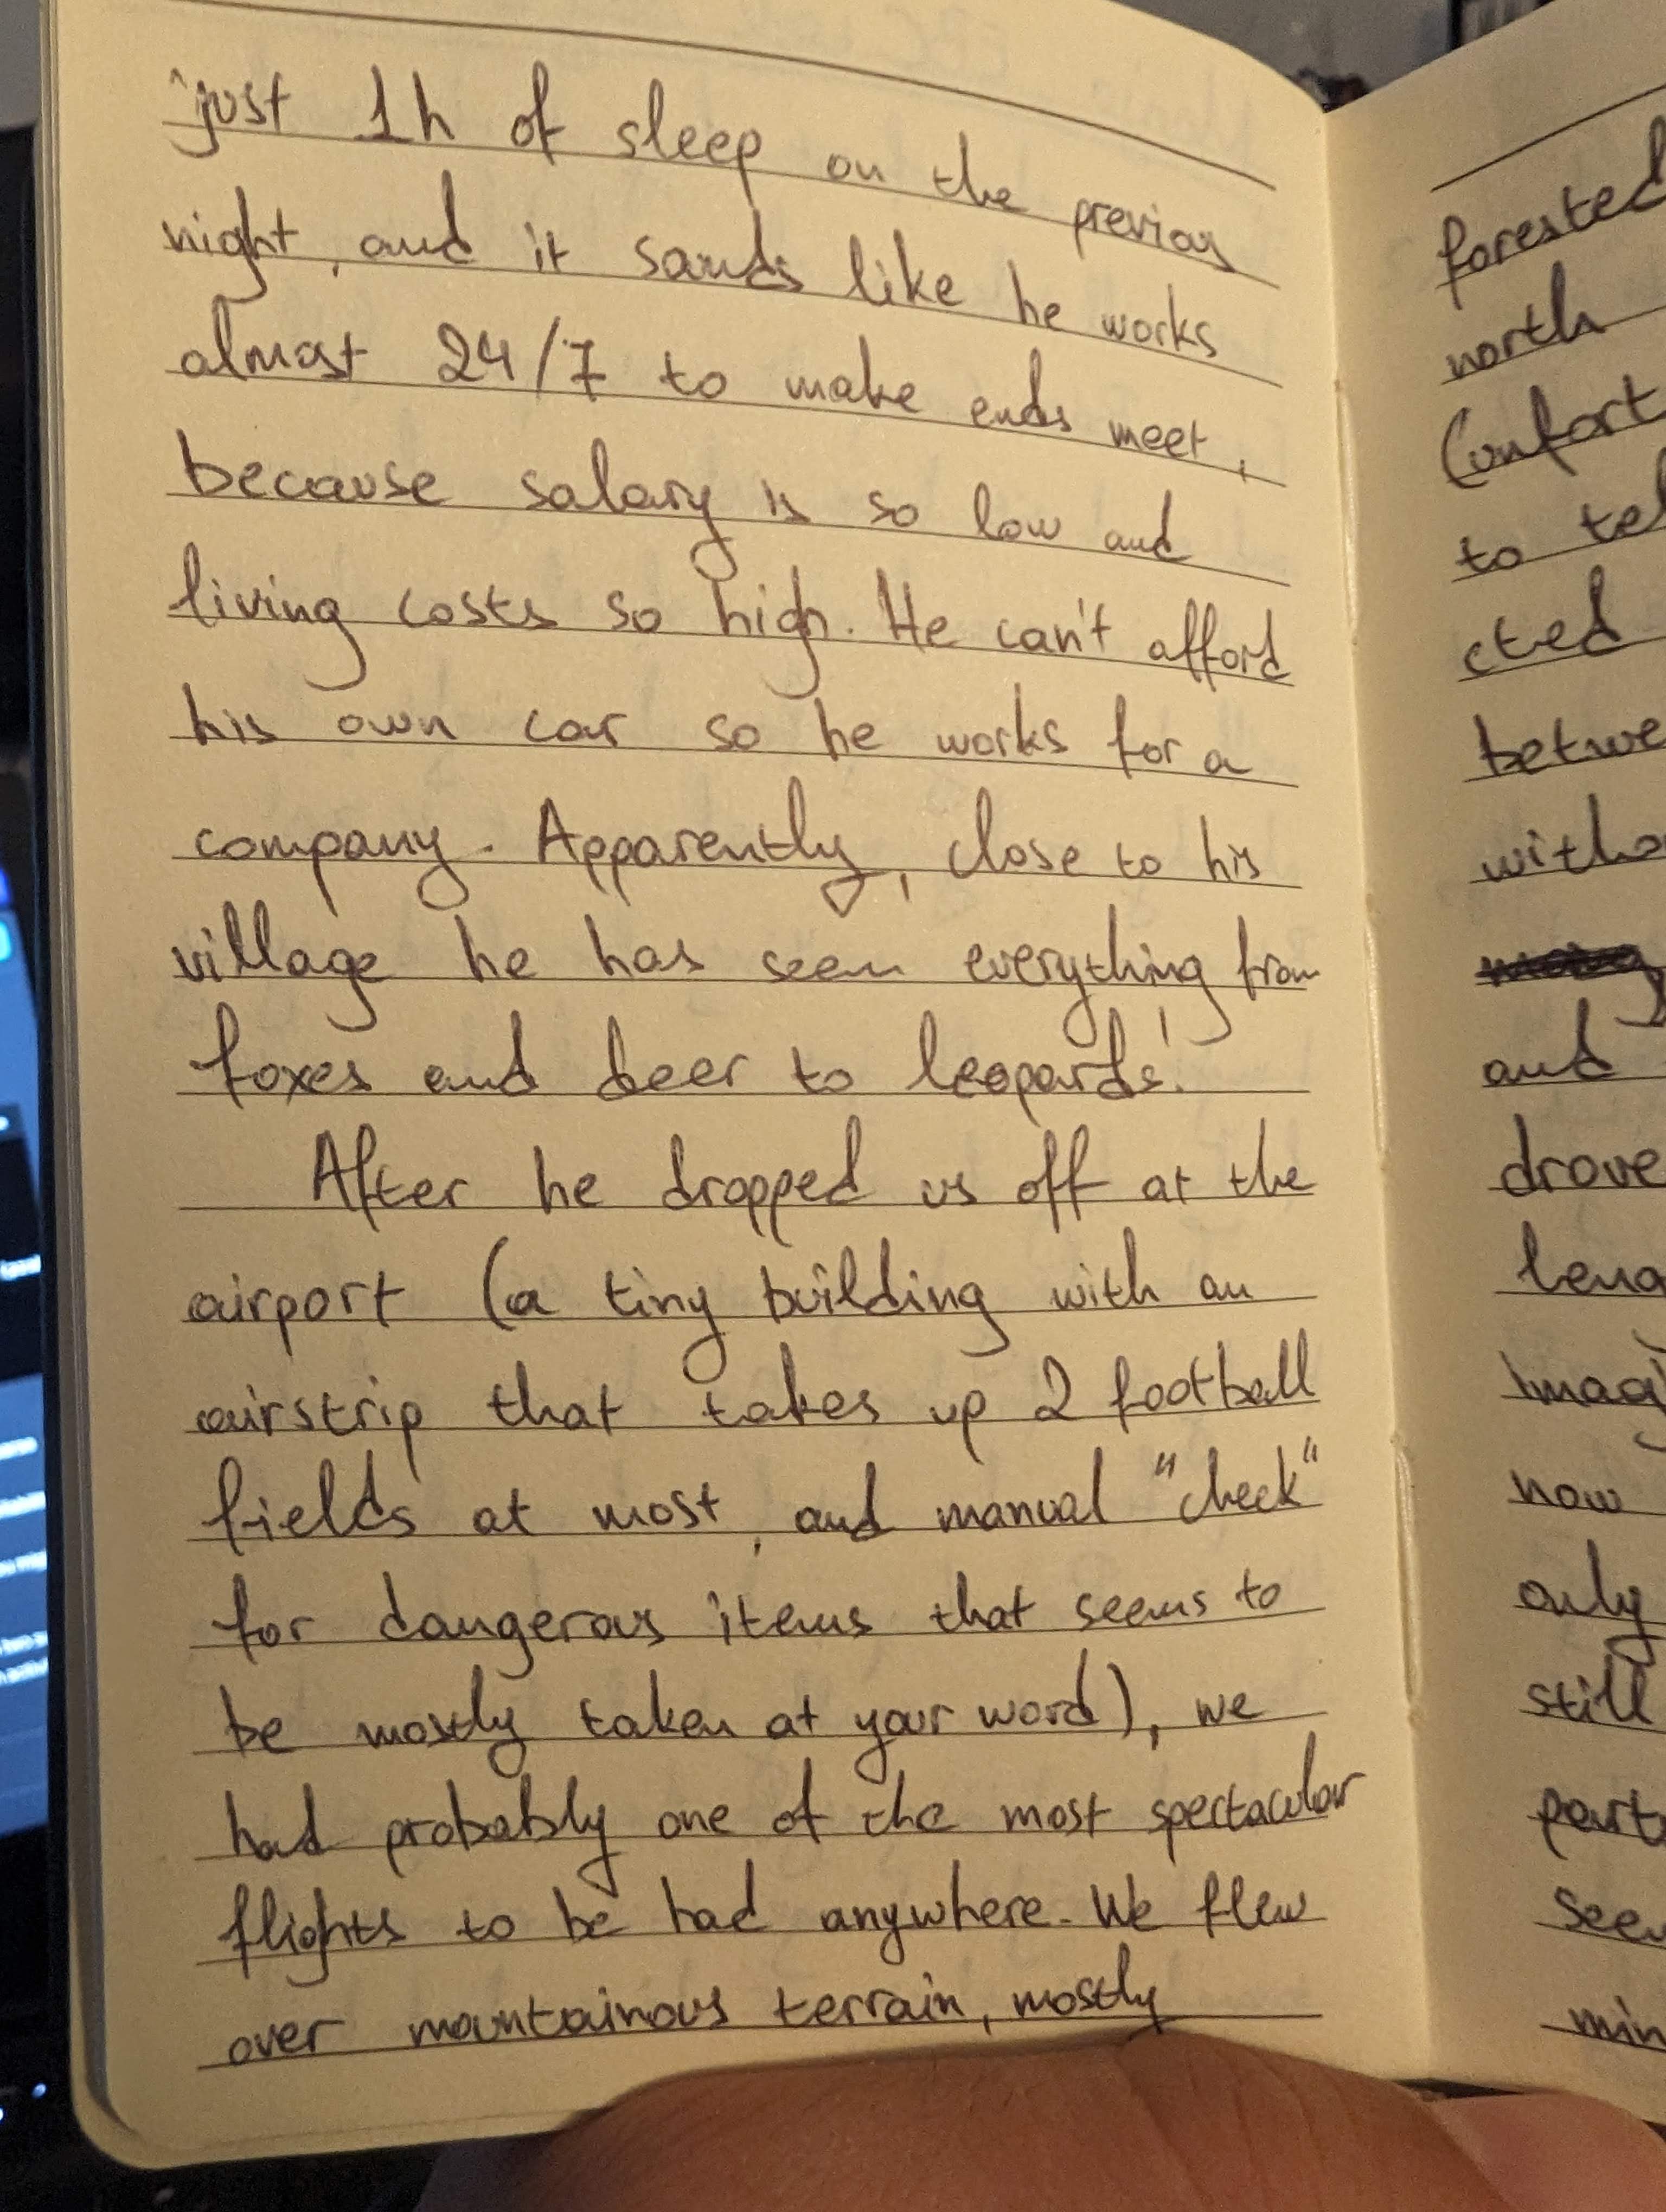 just 1h of sleep on the previous
night, and it sounds like he works
almost 24/7 to make ends meet,
because salary is so low and
living costs so high. He can't afford
his own car so he works for a
company. Apparently, close to his
village he has seen everything from
foxes and deer to leopards!
After he dropped us off at the
airport (a tiny building with an
airstrip that takes up 2 football
fields at most, and manual "check"
for dangerous items that seems to
be mostly taken at your word), we
had probably one of the most spectacular
flights to be had anywhere. We flew
over mountainous terrain, mostly
forested
north
(onfort
to tel
cted
betwe
witho
and
drove
imag
now
only
still
part
seen
min